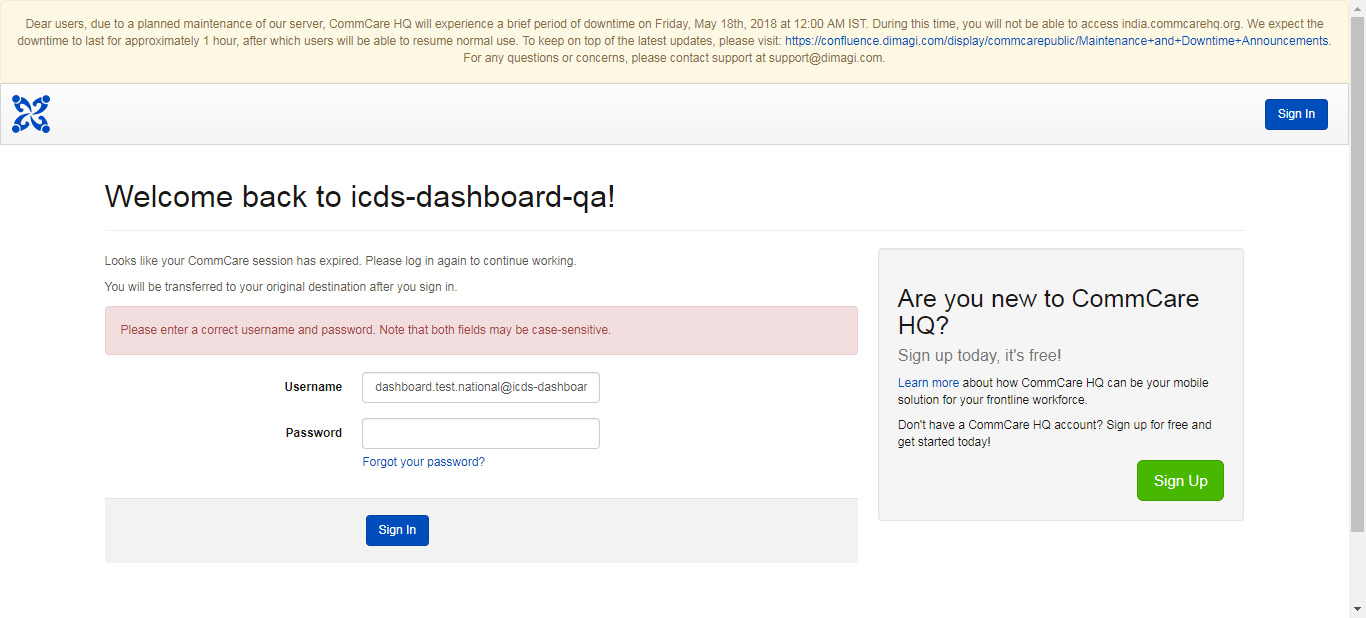 Dear users, due to a planned maintenance of our server, CommCare HQ will experience a brief period of downtime on Friday, May 18th, 2018 at 12:00 AM IST. During this time, you will not be able to access india.commcarehq.org. We expect the
downtime to last for approximately 1 hour, after which users will be able to resume normal use. To keep on top of the latest updates, please visit: https://confluence.dimagi.com/display/commcarepublic/Maintenance+and+Downtime+Announcements.
For any questions or concerns, please contact support at support@dimagi.com.
Sign In
Welcome back to icds-dashboard-qa!
Looks like your CommCare session has expired. Please log in again to continue working.
You will be transferred to your original destination after you sign in.
Please enter a correct username and password. Note that both fields may be case-sensitive.
Username
dashboard.test.national@icds-dashboar
Password
Forgot your password?
Sign In
Are you new to CommCare
HQ?
Sign up today, it's free!
Learn more about how CommCare HQ can be your mobile
solution for your frontline workforce.
Don't have a CommCare HQ account? Sign up for free and
get started today!
Sign Up